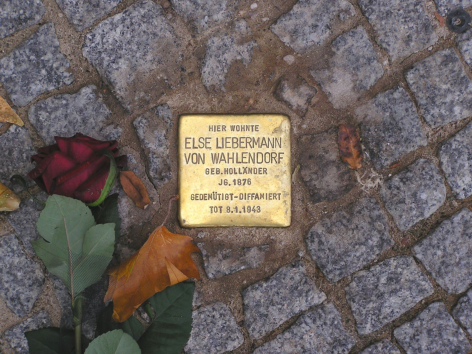 HIER WOHNTE
ELSE LIEBERMANN
VON WAHLENDORF
GEB. HOLLÄNDER
JG. 1876
GEDEMÜTIGT-DIFFAMIERT
TOT 8.1.1943